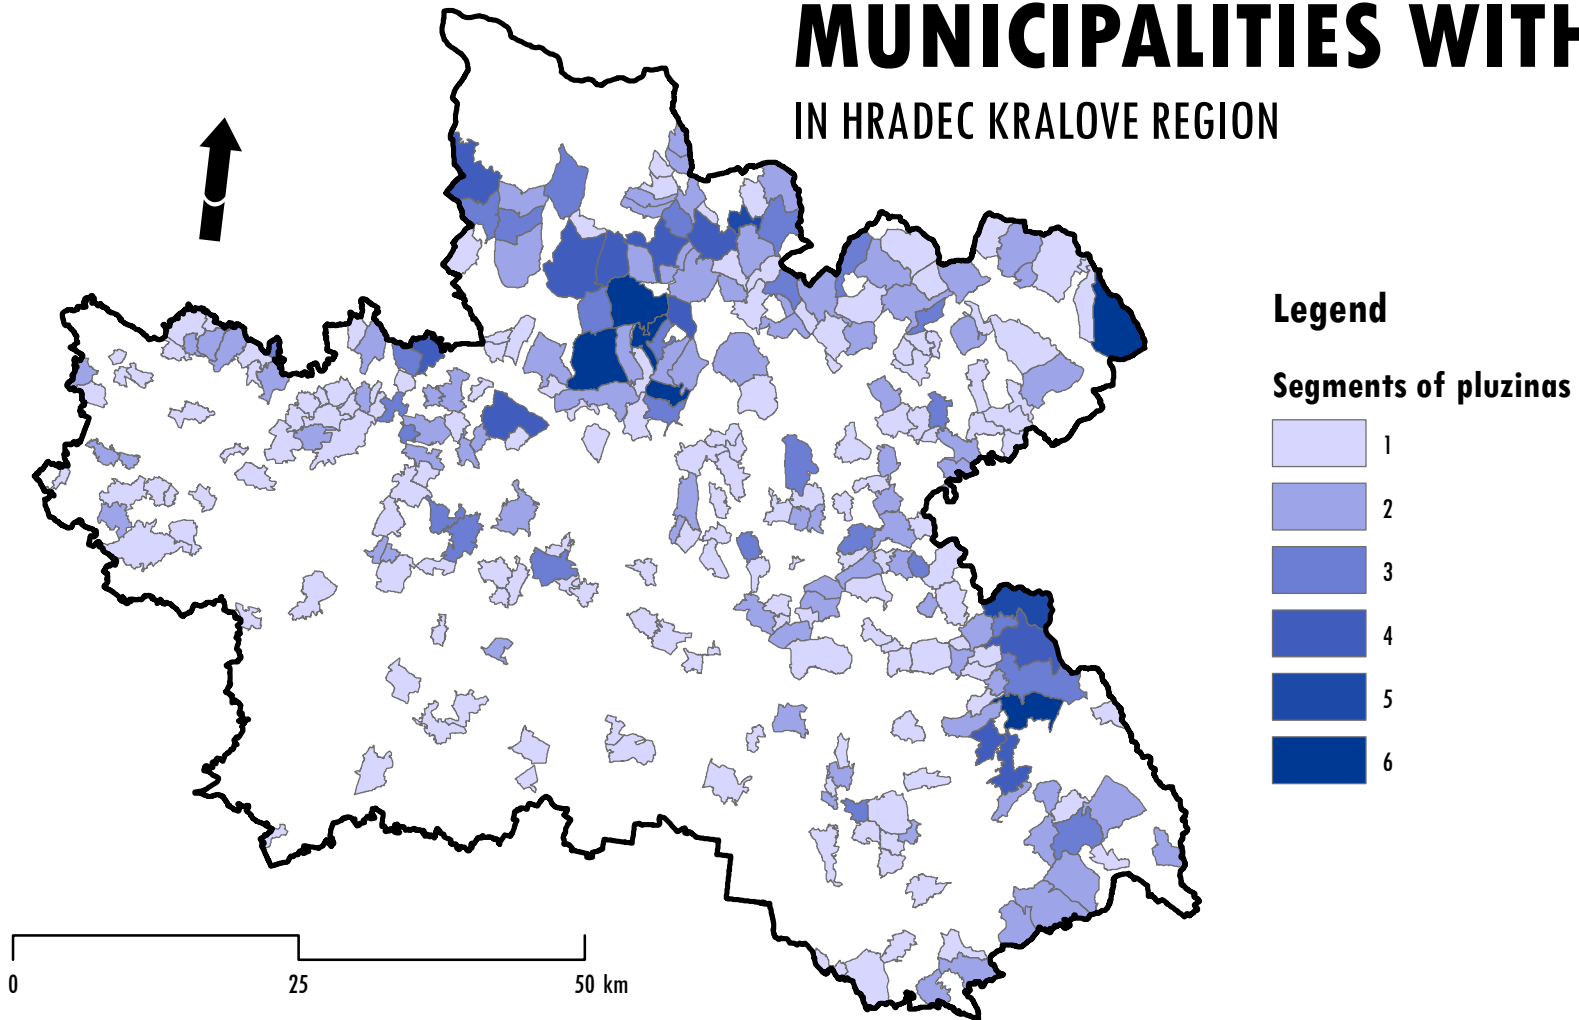 MUNICIPALITIES WITH
IN HRADEC KRALOVE REGION
Legend
Segments of pluzinas
1
2
3
4
5
6
0 25 50 km